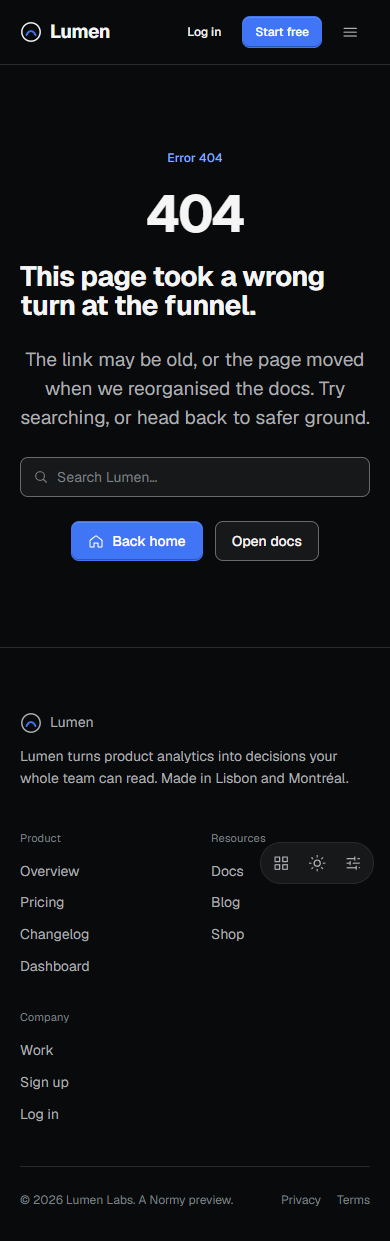 Lumen
Log in
Start free
Error 404
404
This page took a wrong
turn at the funnel.
The link may be old, or the page moved
when we reorganised the docs. Try
searching, or head back to safer ground.
Search Lumen...
Back home
Open docs
Lumen
Lumen turns product analytics into decisions your
whole team can read. Made in Lisbon and Montréal.
Product
Overview
Pricing
Changelog
Dashboard
Resources
Docs
Blog
Shop
Company
Work
Sign up
Log in
© 2026 Lumen Labs. A Normy preview.
Privacy
Terms